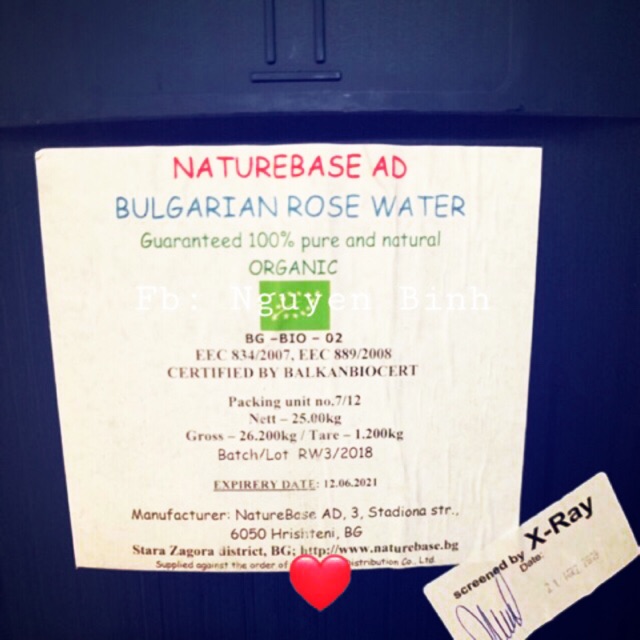 NATUREBASE AD
BULGARIAN ROSE WATER
Guaranteed 100% pure and natural
ORGANIC
Fb: Nguyen Binh
BG -BIO - 02
EEC 834/2007, EEC 889/2008
CERTIFIED BY BALKANBIOCERT
Packing unit no.7/12
Nett – 25.00kg
Gross – 26.200kg / Tare – 1.200kg
Batch/Lot RW3/2018
EXPIRERY DATE: 12.06.2021
Manufacturer: NatureBase AD, 3, Stadiona str.,
6050 Hrishteni, BG
Stara Zagora district, BG; http://www.naturebase.bg
Supplied against the order of istribution Co., Ltd
screened by X-Ray
Date: